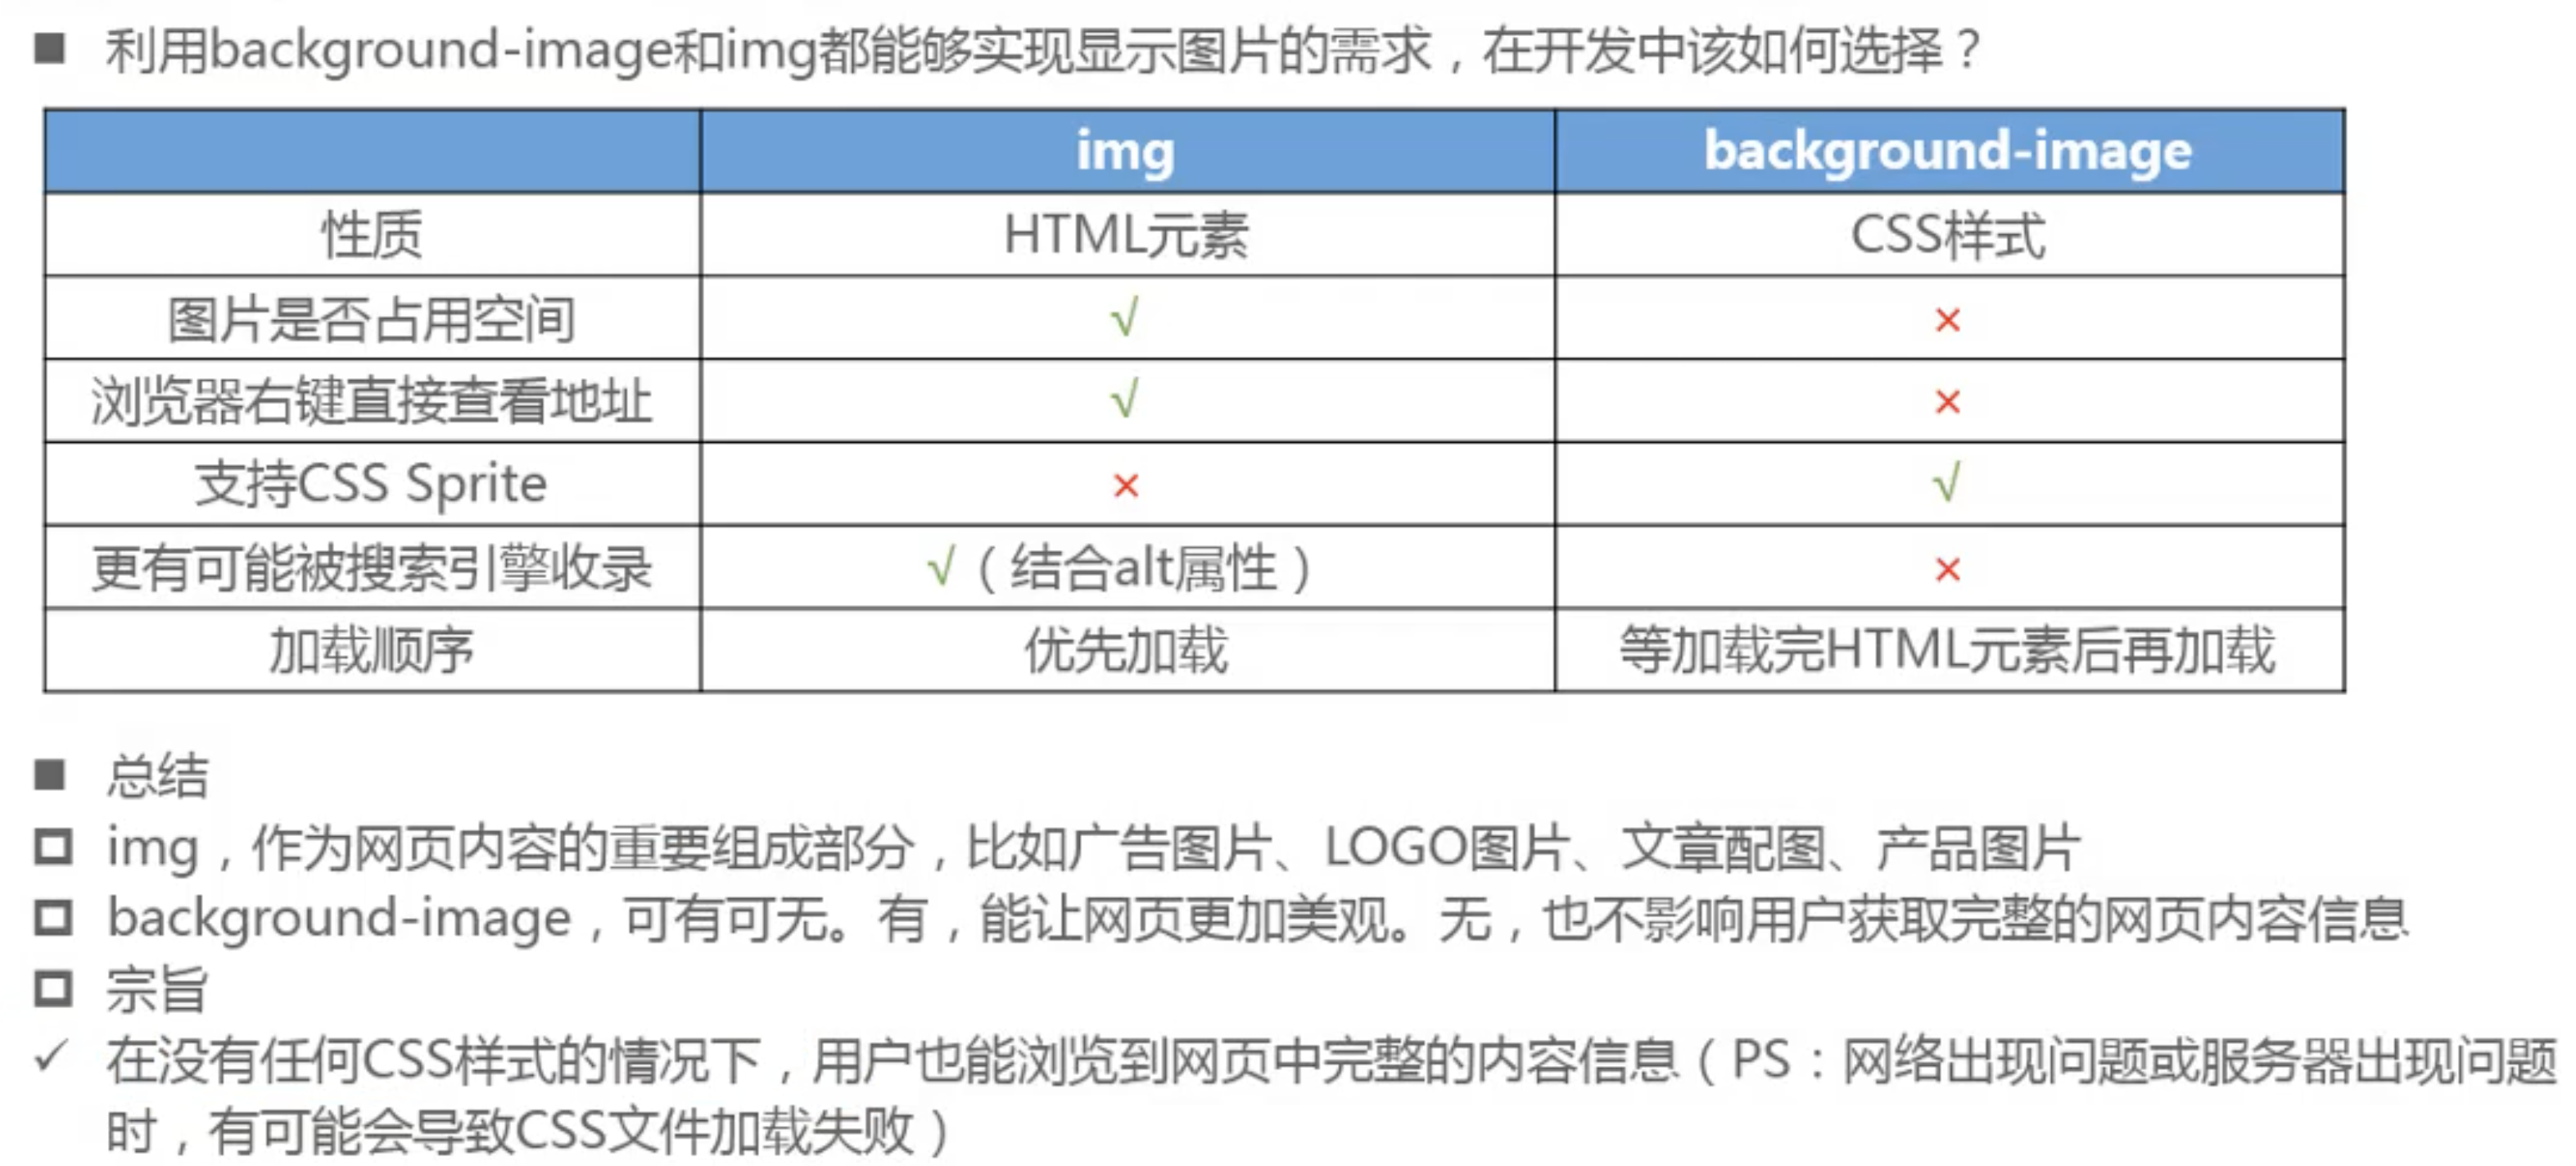 利用background-image和img都能够实现显示图片的需求，在开发中该如何选择？
img background-image
性质 HTML元素 CSS样式
图片是否占用空间 √ ×
浏览器右键直接查看地址 √ ×
支持CSS Sprite × √
更有可能被搜索引擎收录 √（结合alt属性） ×
加载顺序 优先加载 等加载完HTML元素后再加载
总结
img，作为网页内容的重要组成部分，比如广告图片、LOGO图片、文章配图、产品图片
background-image，可有可无。有，能让网页更加美观。无，也不影响用户获取完整的网页内容信息
宗旨
✓ 在没有任何CSS样式的情况下，用户也能浏览到网页中完整的内容信息（PS：网络出现问题或服务器出现问题
时，有可能会导致CSS文件加载失败）